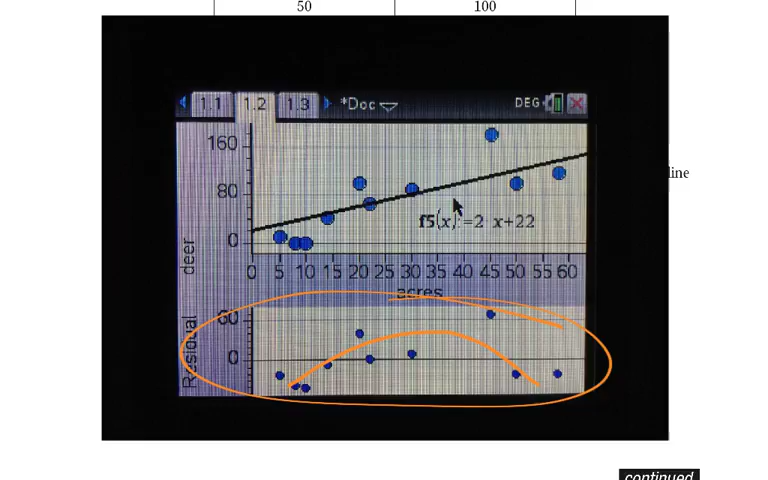 50 100
1.1 1.2 1.3 *Doc DEG
160
80
0
deer
f5(x):=2 x+22
0 5 10 15 20 25 30 35 40 45 50 55 60
acres
60
0
Residual
line
continued